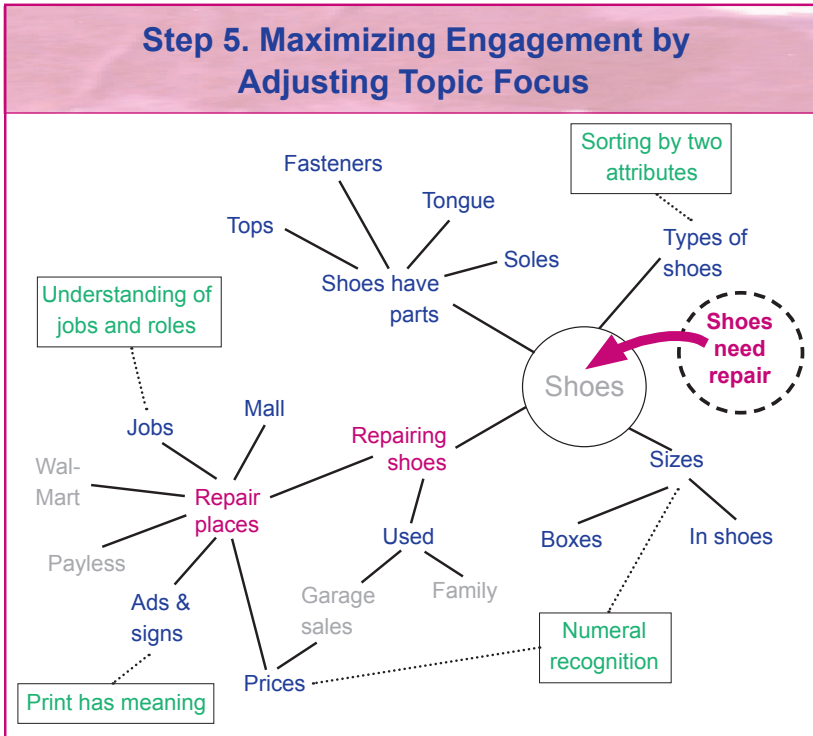 Step 5. Maximizing Engagement by
Adjusting Topic Focus
Sorting by two
attributes
Fasteners
Tongue
Tops
Types of
shoes
Soles
Shoes have
parts
Understanding of
jobs and roles
Shoes
need
repair
Shoes
Mall
Jobs
Repairing
shoes
Wal-
Mart
Sizes
Repair
places
Used
Boxes
In shoes
Payless
Garage
sales
Family
Ads &
signs
Numeral
recognition
Prices
Print has meaning